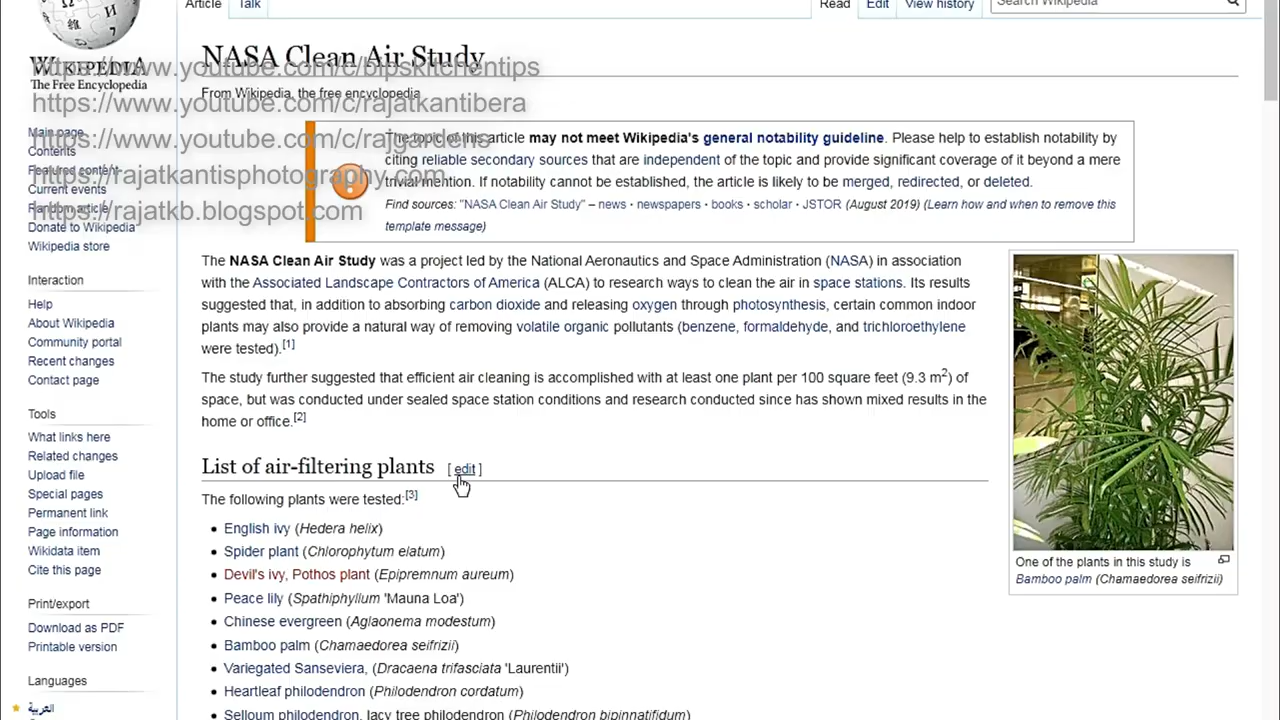 Article Talk Read Edit View history Search Wikipedia
WIKIPEDIA
The Free Encyclopedia
https://www.youtube.com/c/bipskitchentips
https://www.youtube.com/c/rajatkantibera
https://www.youtube.com/c/rajgardens
https://rajatkantisphotography.com
https://rajatkb.blogspot.com
Main page
Contents
Featured content
Current events
Random article
Donate to Wikipedia
Wikipedia store
Interaction
Help
About Wikipedia
Community portal
Recent changes
Contact page
Tools
What links here
Related changes
Upload file
Special pages
Permanent link
Page information
Wikidata item
Cite this page
Print/export
Download as PDF
Printable version
Languages
العربية
NASA Clean Air Study
From Wikipedia, the free encyclopedia
The topic of this article may not meet Wikipedia's general notability guideline. Please help to establish notability by
citing reliable secondary sources that are independent of the topic and provide significant coverage of it beyond a mere
trivial mention. If notability cannot be established, the article is likely to be merged, redirected, or deleted.
Find sources: "NASA Clean Air Study" – news · newspapers · books · scholar · JSTOR (August 2019) (Learn how and when to remove this
template message)
The NASA Clean Air Study was a project led by the National Aeronautics and Space Administration (NASA) in association
with the Associated Landscape Contractors of America (ALCA) to research ways to clean the air in space stations. Its results
suggested that, in addition to absorbing carbon dioxide and releasing oxygen through photosynthesis, certain common indoor
plants may also provide a natural way of removing volatile organic pollutants (benzene, formaldehyde, and trichloroethylene
were tested).[1]
The study further suggested that efficient air cleaning is accomplished with at least one plant per 100 square feet (9.3 m2) of
space, but was conducted under sealed space station conditions and research conducted since has shown mixed results in the
home or office.[2]
List of air-filtering plants [ edit ]
The following plants were tested:[3]
English ivy (Hedera helix)
Spider plant (Chlorophytum elatum)
Devil's ivy, Pothos plant (Epipremnum aureum)
Peace lily (Spathiphyllum 'Mauna Loa')
Chinese evergreen (Aglaonema modestum)
Bamboo palm (Chamaedorea seifrizii)
Variegated Sanseviera, (Dracaena trifasciata 'Laurentii')
Heartleaf philodendron (Philodendron cordatum)
Selloum philodendron, lacy tree philodendron (Philodendron bipinnatifidum)
One of the plants in this study is
Bamboo palm (Chamaedorea seifrizii)